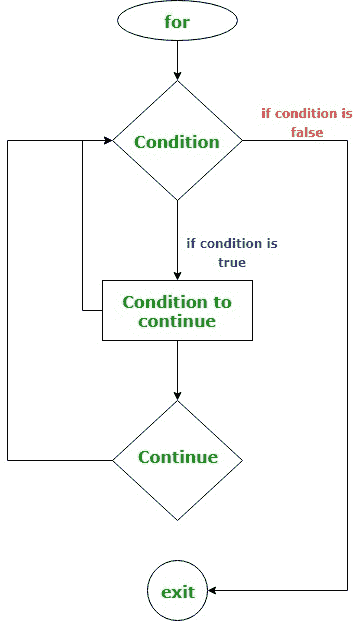 for
Condition
if condition is
false
if condition is
true
Condition to
continue
Continue
exit